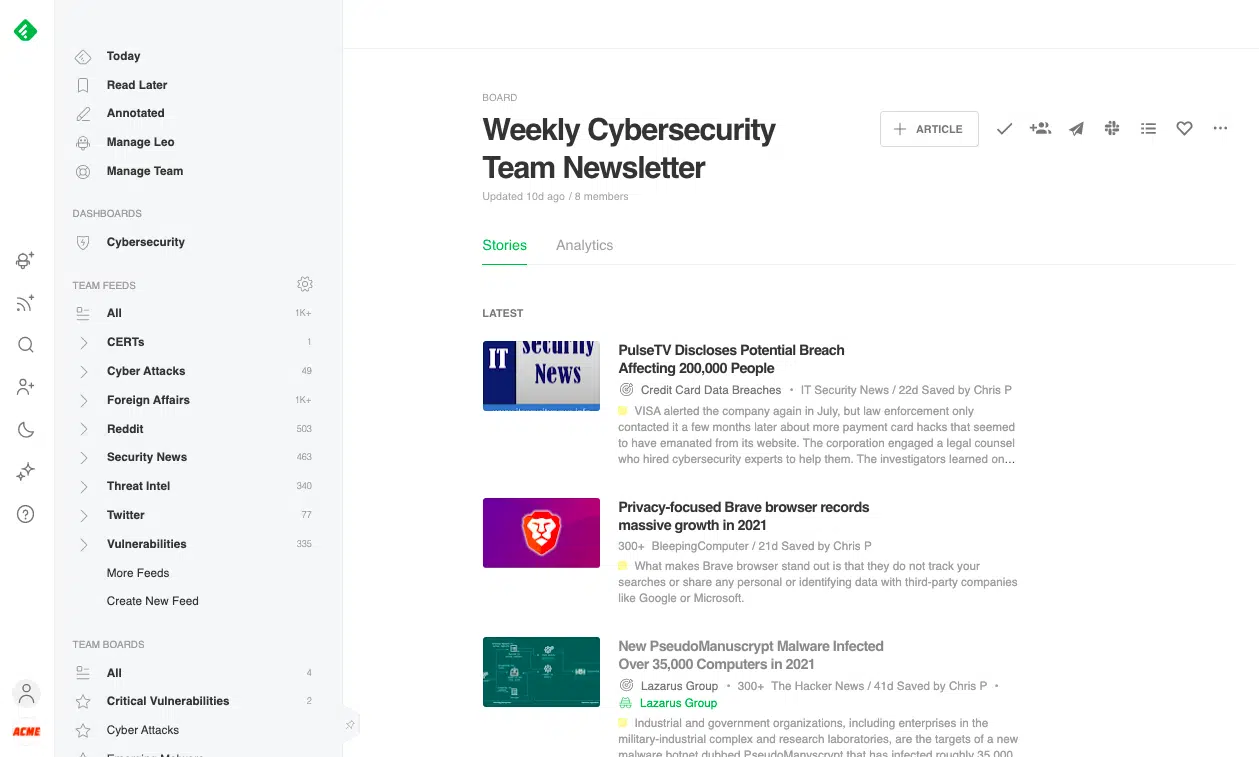 Today
Read Later
Annotated
Manage Leo
Manage Team
DASHBOARDS
Cybersecurity
TEAM FEEDS
All 1K+
CERTs 1
Cyber Attacks 49
Foreign Affairs 1K+
Reddit 503
Security News 463
Threat Intel 340
Twitter 77
Vulnerabilities 335
More Feeds
Create New Feed
TEAM BOARDS
All 4
Critical Vulnerabilities 2
Cyber Attacks
Emerging Malware
ACME
BOARD
Weekly Cybersecurity
Team Newsletter
Updated 10d ago / 8 members
ARTICLE
Stories Analytics
LATEST
IT Security
News
PulseTV Discloses Potential Breach
Affecting 200,000 People
Credit Card Data Breaches • IT Security News / 22d Saved by Chris P
VISA alerted the company again in July, but law enforcement only
contacted it a few months later about more payment card hacks that seemed
to have emanated from its website. The corporation engaged a legal counsel
who hired cybersecurity experts to help them. The investigators learned on...
Privacy-focused Brave browser records
massive growth in 2021
300+ BleepingComputer / 21d Saved by Chris P
What makes Brave browser stand out is that they do not track your
searches or share any personal or identifying data with third-party companies
like Google or Microsoft.
New PseudoManuscrypt Malware Infected
Over 35,000 Computers in 2021
Lazarus Group • 300+ The Hacker News / 41d Saved by Chris P •
Lazarus Group
Industrial and government organizations, including enterprises in the
military-industrial complex and research laboratories, are the targets of a new
malware botnet dubbed PseudoManyscrypt that has infected roughly 35,000